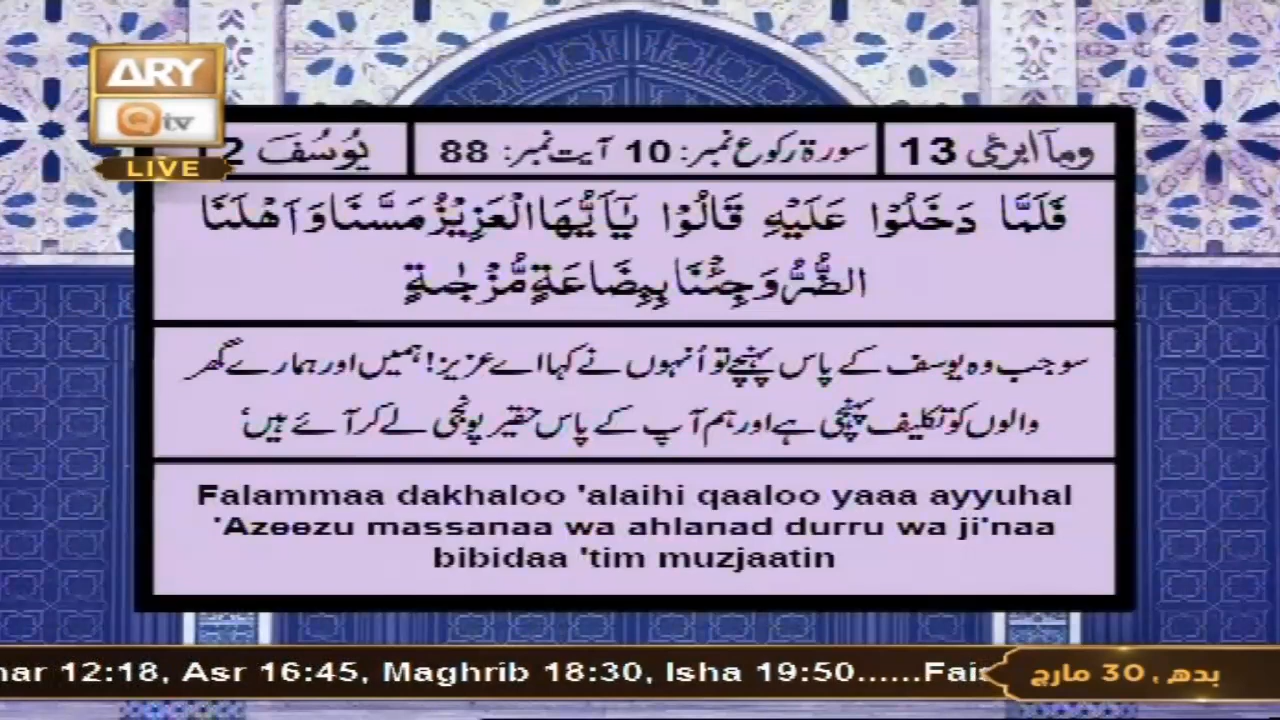 ARY
Qtv
LIVE
وما ابرئ 13
سورۃ رکوع نمبر: 10 آیت نمبر: 88
یُوسُفَ 2
فَلَمَّا دَخَلُوْا عَلَيْهِ قَالُوْا يٰۤاَيُّهَا الْعَزِيْزُ مَسَّنَا وَ اَهْلَنَا
الضُّرُّ وَ جِئْنَا بِبِضَاعَةٍ مُّزْجٰىةٍ
سو جب وہ یوسف کے پاس پہنچے تو اُنہوں نے کہا اے عزیز! ہمیں اور ہمارے گھر
والوں کو تکلیف پہنچی ہے اور ہم آپ کے پاس حقیر پونجی لے کر آئے ہیں‘
Falammaa dakhaloo 'alaihi qaaloo yaaa ayyuhal
'Azeezu massanaa wa ahlanad durru wa ji'naa
bibidaa 'tim muzjaatin
har 12:18, Asr 16:45, Maghrib 18:30, Isha 19:50......Fais
بدھ ، 30 مارچ